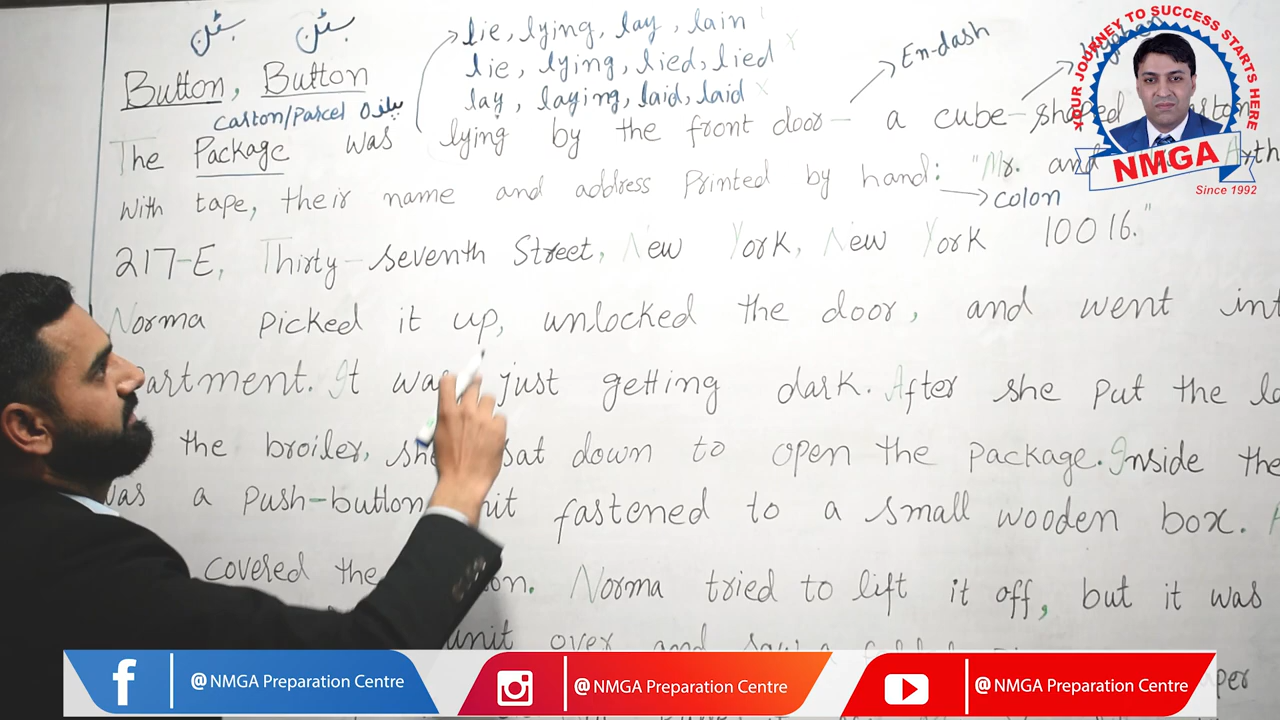 بٹن بٹن
Button, Button
lie, lying, lay, lain
lie, lying, lied, lied
lay, laying, laid, laid
En-dash
Carton/Parcel
The Package was lying by the front door – a cube-shaped
with tape, their name and address Printed by hand: "Mr. and
colon
217-E, Thirty-seventh Street, New York, New York 10016."
Norma Picked it up, unlocked the door, and went int
artment. It was just getting dark. After she put the la
the broiler, she sat down to open the package. Inside the
was a push-button nit fastened to a small wooden box.
covered the on. Norma tried to lift it off, but it was
unit over and
per
YOUR JOURNEY TO SUCCESS STARTS HERE
NMGA
Since 1992
@NMGA Preparation Centre
@NMGA Preparation Centre
@NMGA Preparation Centre